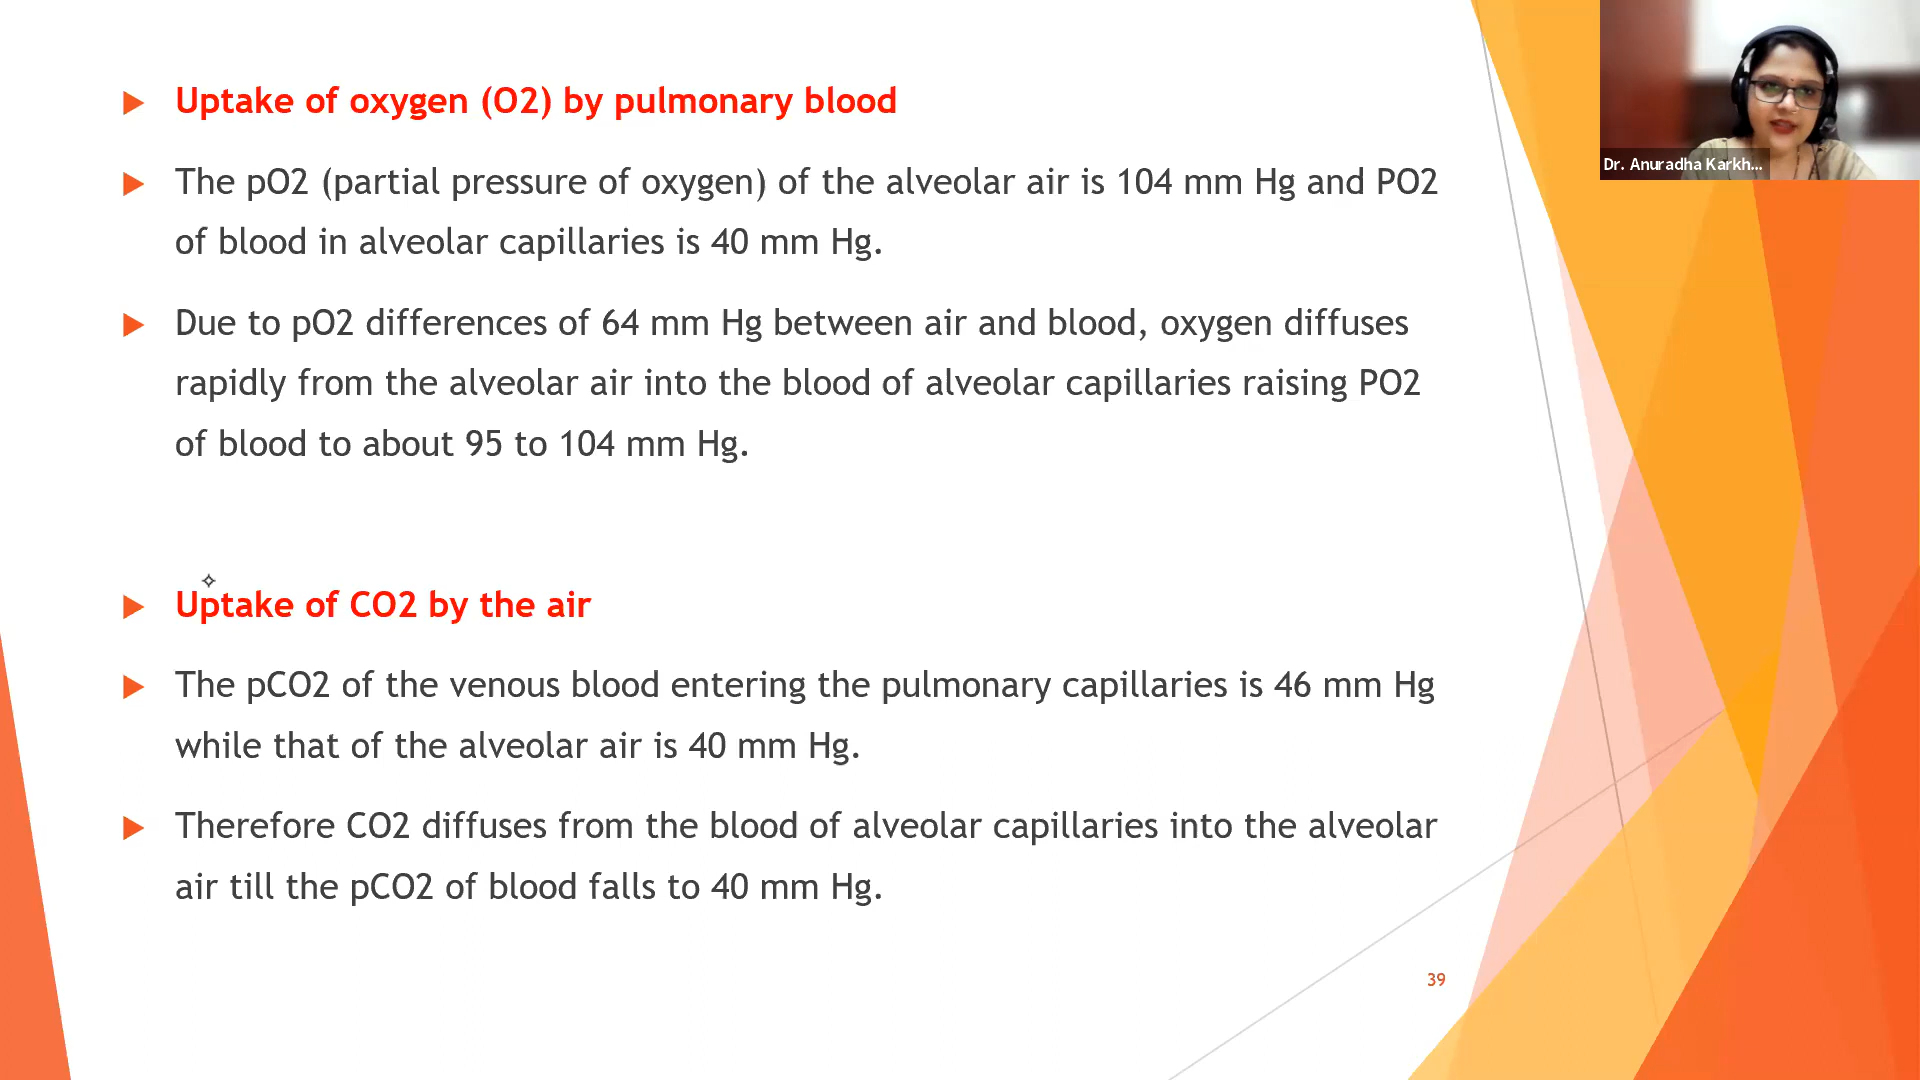 Uptake of oxygen (O2) by pulmonary blood
The pO2 (partial pressure of oxygen) of the alveolar air is 104 mm Hg and PO2
of blood in alveolar capillaries is 40 mm Hg.
Due to pO2 differences of 64 mm Hg between air and blood, oxygen diffuses
rapidly from the alveolar air into the blood of alveolar capillaries raising PO2
of blood to about 95 to 104 mm Hg.
Uptake of CO2 by the air
The pCO2 of the venous blood entering the pulmonary capillaries is 46 mm Hg
while that of the alveolar air is 40 mm Hg.
Therefore CO2 diffuses from the blood of alveolar capillaries into the alveolar
air till the pCO2 of blood falls to 40 mm Hg.
39
Dr. Anuradha Karkh...